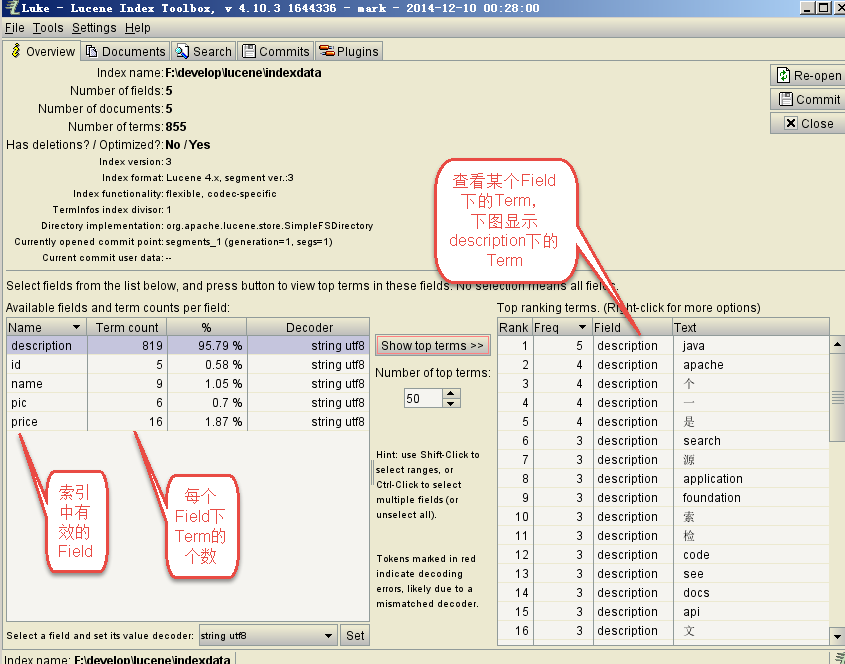 Luke - Lucene Index Toolbox, v 4.10.3 1644336 - mark - 2014-12-10 00:28:00
File Tools Settings Help
Overview Documents Search Commits Plugins
Index name: F:\develop\lucene\indexdata
Number of fields: 5
Number of documents: 5
Number of terms: 855
Has deletions? / Optimized?: No / Yes
Index version: 3
Index format: Lucene 4.x, segment ver.:3
Index functionality: flexible, codec-specific
TermInfos index divisor: 1
Directory implementation: org.apache.lucene.store.SimpleFSDirectory
Currently opened commit point: segments_1 (generation=1, segs=1)
Current commit user data: --
Re-open
Commit
Close
查看某个Field
下的Term,
下图显示
description下的
Term
Select fields from the list below, and press button to view top terms in these fields. No selection means all fields.
Available fields and term counts per field:
Name Term count % Decoder
description 819 95.79 % string utf8
id 5 0.58 % string utf8
name 9 1.05 % string utf8
pic 6 0.7 % string utf8
price 16 1.87 % string utf8
索引
中有
效的
Field
每个
Field下
Term的
个数
Select a field and set its value decoder: string utf8 Set
Show top terms >>
Number of top terms:
50
Hint: use Shift-Click to
select ranges, or
Ctrl-Click to select
multiple fields (or
unselect all).
Tokens marked in red
indicate decoding
errors, likely due to a
mismatched decoder.
Top ranking terms. (Right-click for more options)
Rank Freq Field Text
1 5 description java
2 4 description apache
3 4 description 个
4 4 description 一
5 4 description 是
6 3 description search
7 3 description 源
8 3 description application
9 3 description foundation
10 3 description 索
11 3 description 检
12 3 description code
13 3 description see
14 3 description docs
15 3 description api
16 3 description 文
Index name: F:\develop\lucene\indexdata